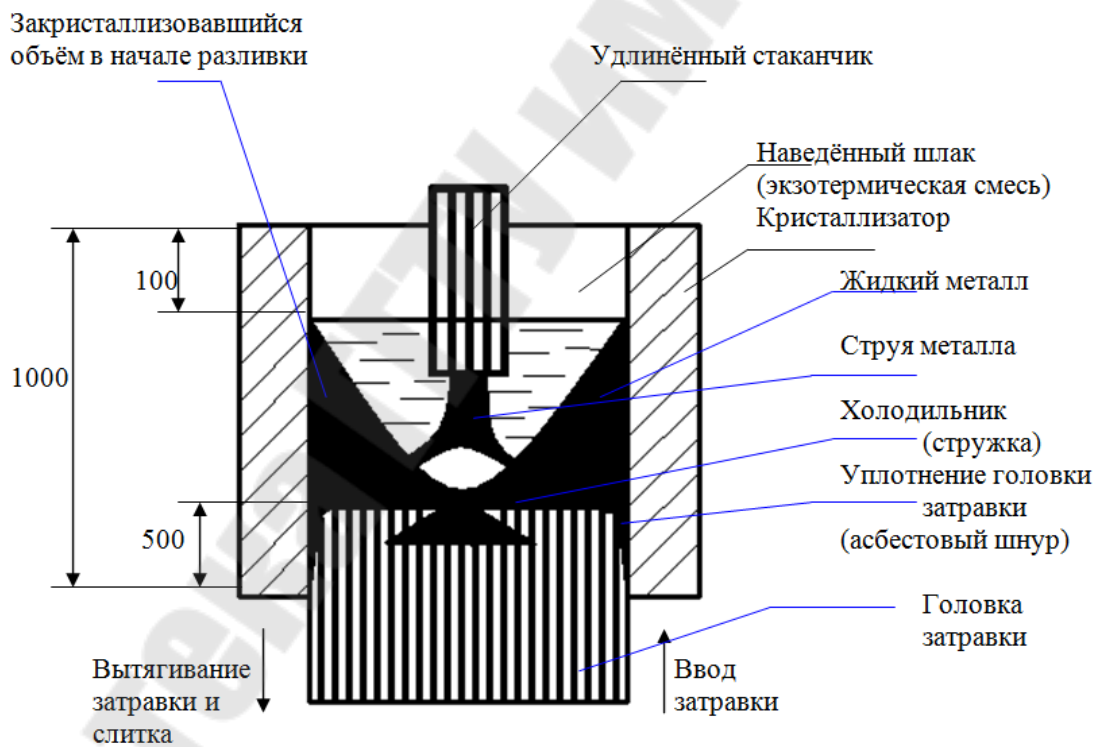 Закристаллизовавшийся
объём в начале разливки
Удлинённый стаканчик
Наведённый шлак
(экзотермическая смесь)
Кристаллизатор
100
Жидкий металл
1000
Струя металла
Холодильник
(стружка)
Уплотнение головки
затравки
(асбестовый шнур)
500
Головка
затравки
Вытягивание
затравки и
слитка
Ввод
затравки